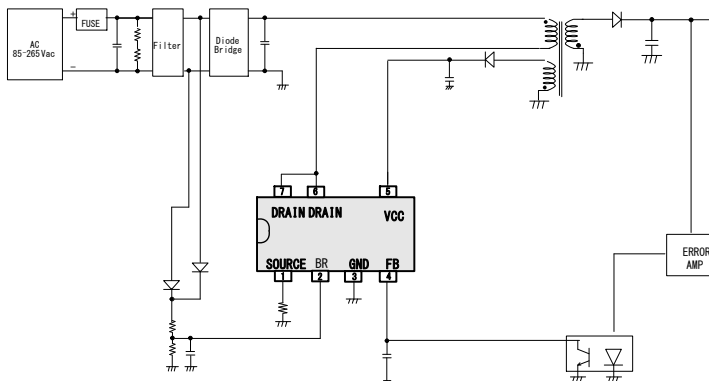 AC
85-265Vac
+
-
FUSE
Filter
Diode
Bridge
7
6
5
DRAIN DRAIN
VCC
SOURCE BR GND FB
1
2
3
4
ERROR
AMP